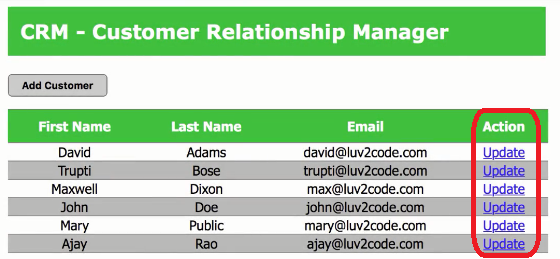 CRM - Customer Relationship Manager
Add Customer
First Name Last Name Email Action
David Adams david@luv2code.com Update
Trupti Bose trupti@luv2code.com Update
Maxwell Dixon max@luv2code.com Update
John Doe john@luv2code.com Update
Mary Public mary@luv2code.com Update
Ajay Rao ajay@luv2code.com Update